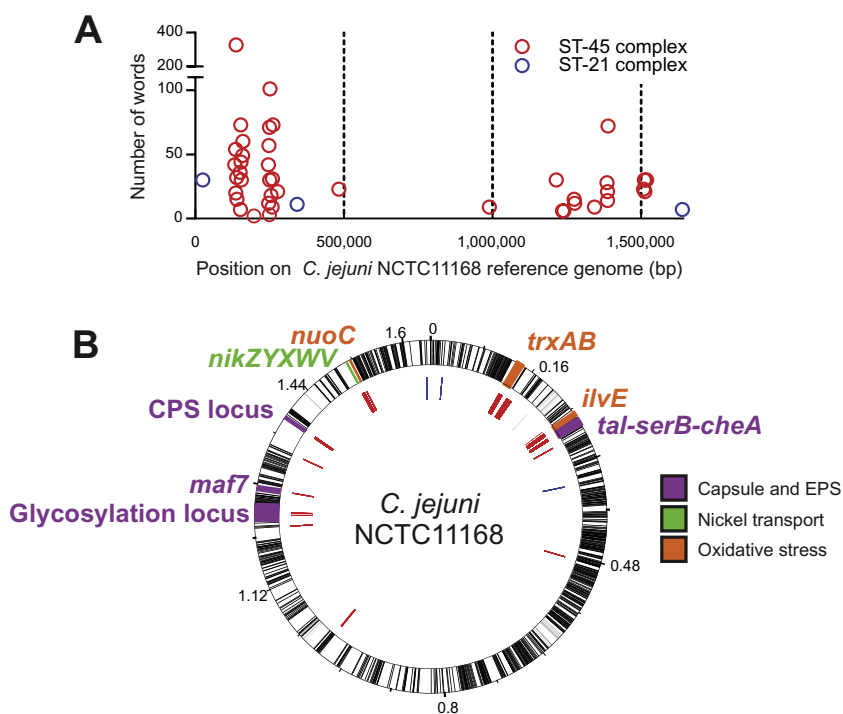 A
Number of words
400
200
100
50
0
ST-45 complex
ST-21 complex
0 500,000 1,000,000 1,500,000
Position on C. jejuni NCTC11168 reference genome (bp)
B
nuoC
nikZYXWV
CPS locus
maf7
Glycosylation locus
trxAB
ilvE
tal-serB-cheA
0
0.16
0.48
0.8
1.12
1.44
1.6
C. jejuni
NCTC11168
Capsule and EPS
Nickel transport
Oxidative stress